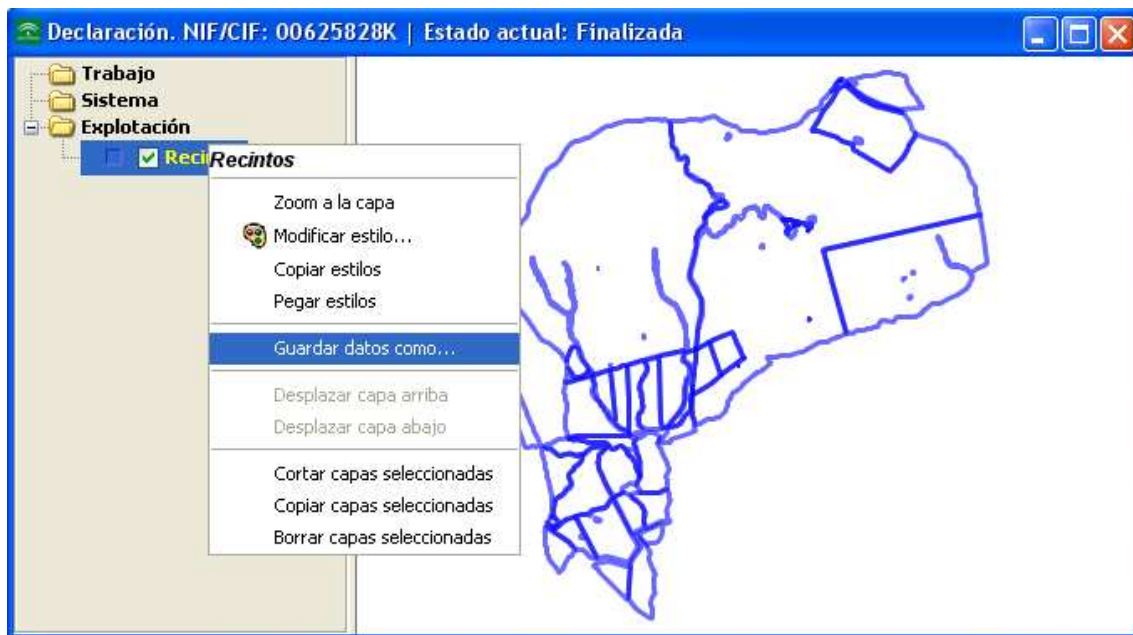 Declaración. NIF/CIF: 00625828K | Estado actual: Finalizada
Trabajo
Sistema
Explotación
Recintos
Zoom a la capa
Modificar estilo...
Copiar estilos
Pegar estilos
Guardar datos como...
Desplazar capa arriba
Desplazar capa abajo
Cortar capas seleccionadas
Copiar capas seleccionadas
Borrar capas seleccionadas